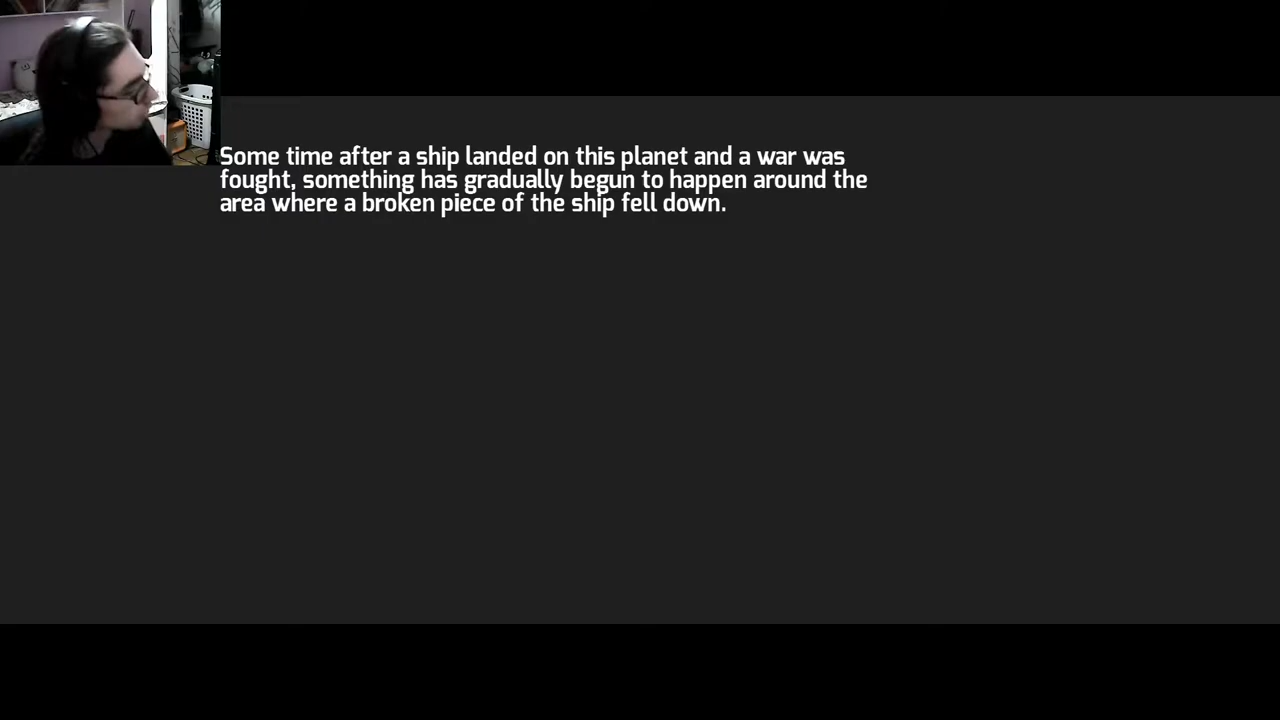 Some time after a ship landed on this planet and a war was
fought, something has gradually begun to happen around the
area where a broken piece of the ship fell down.